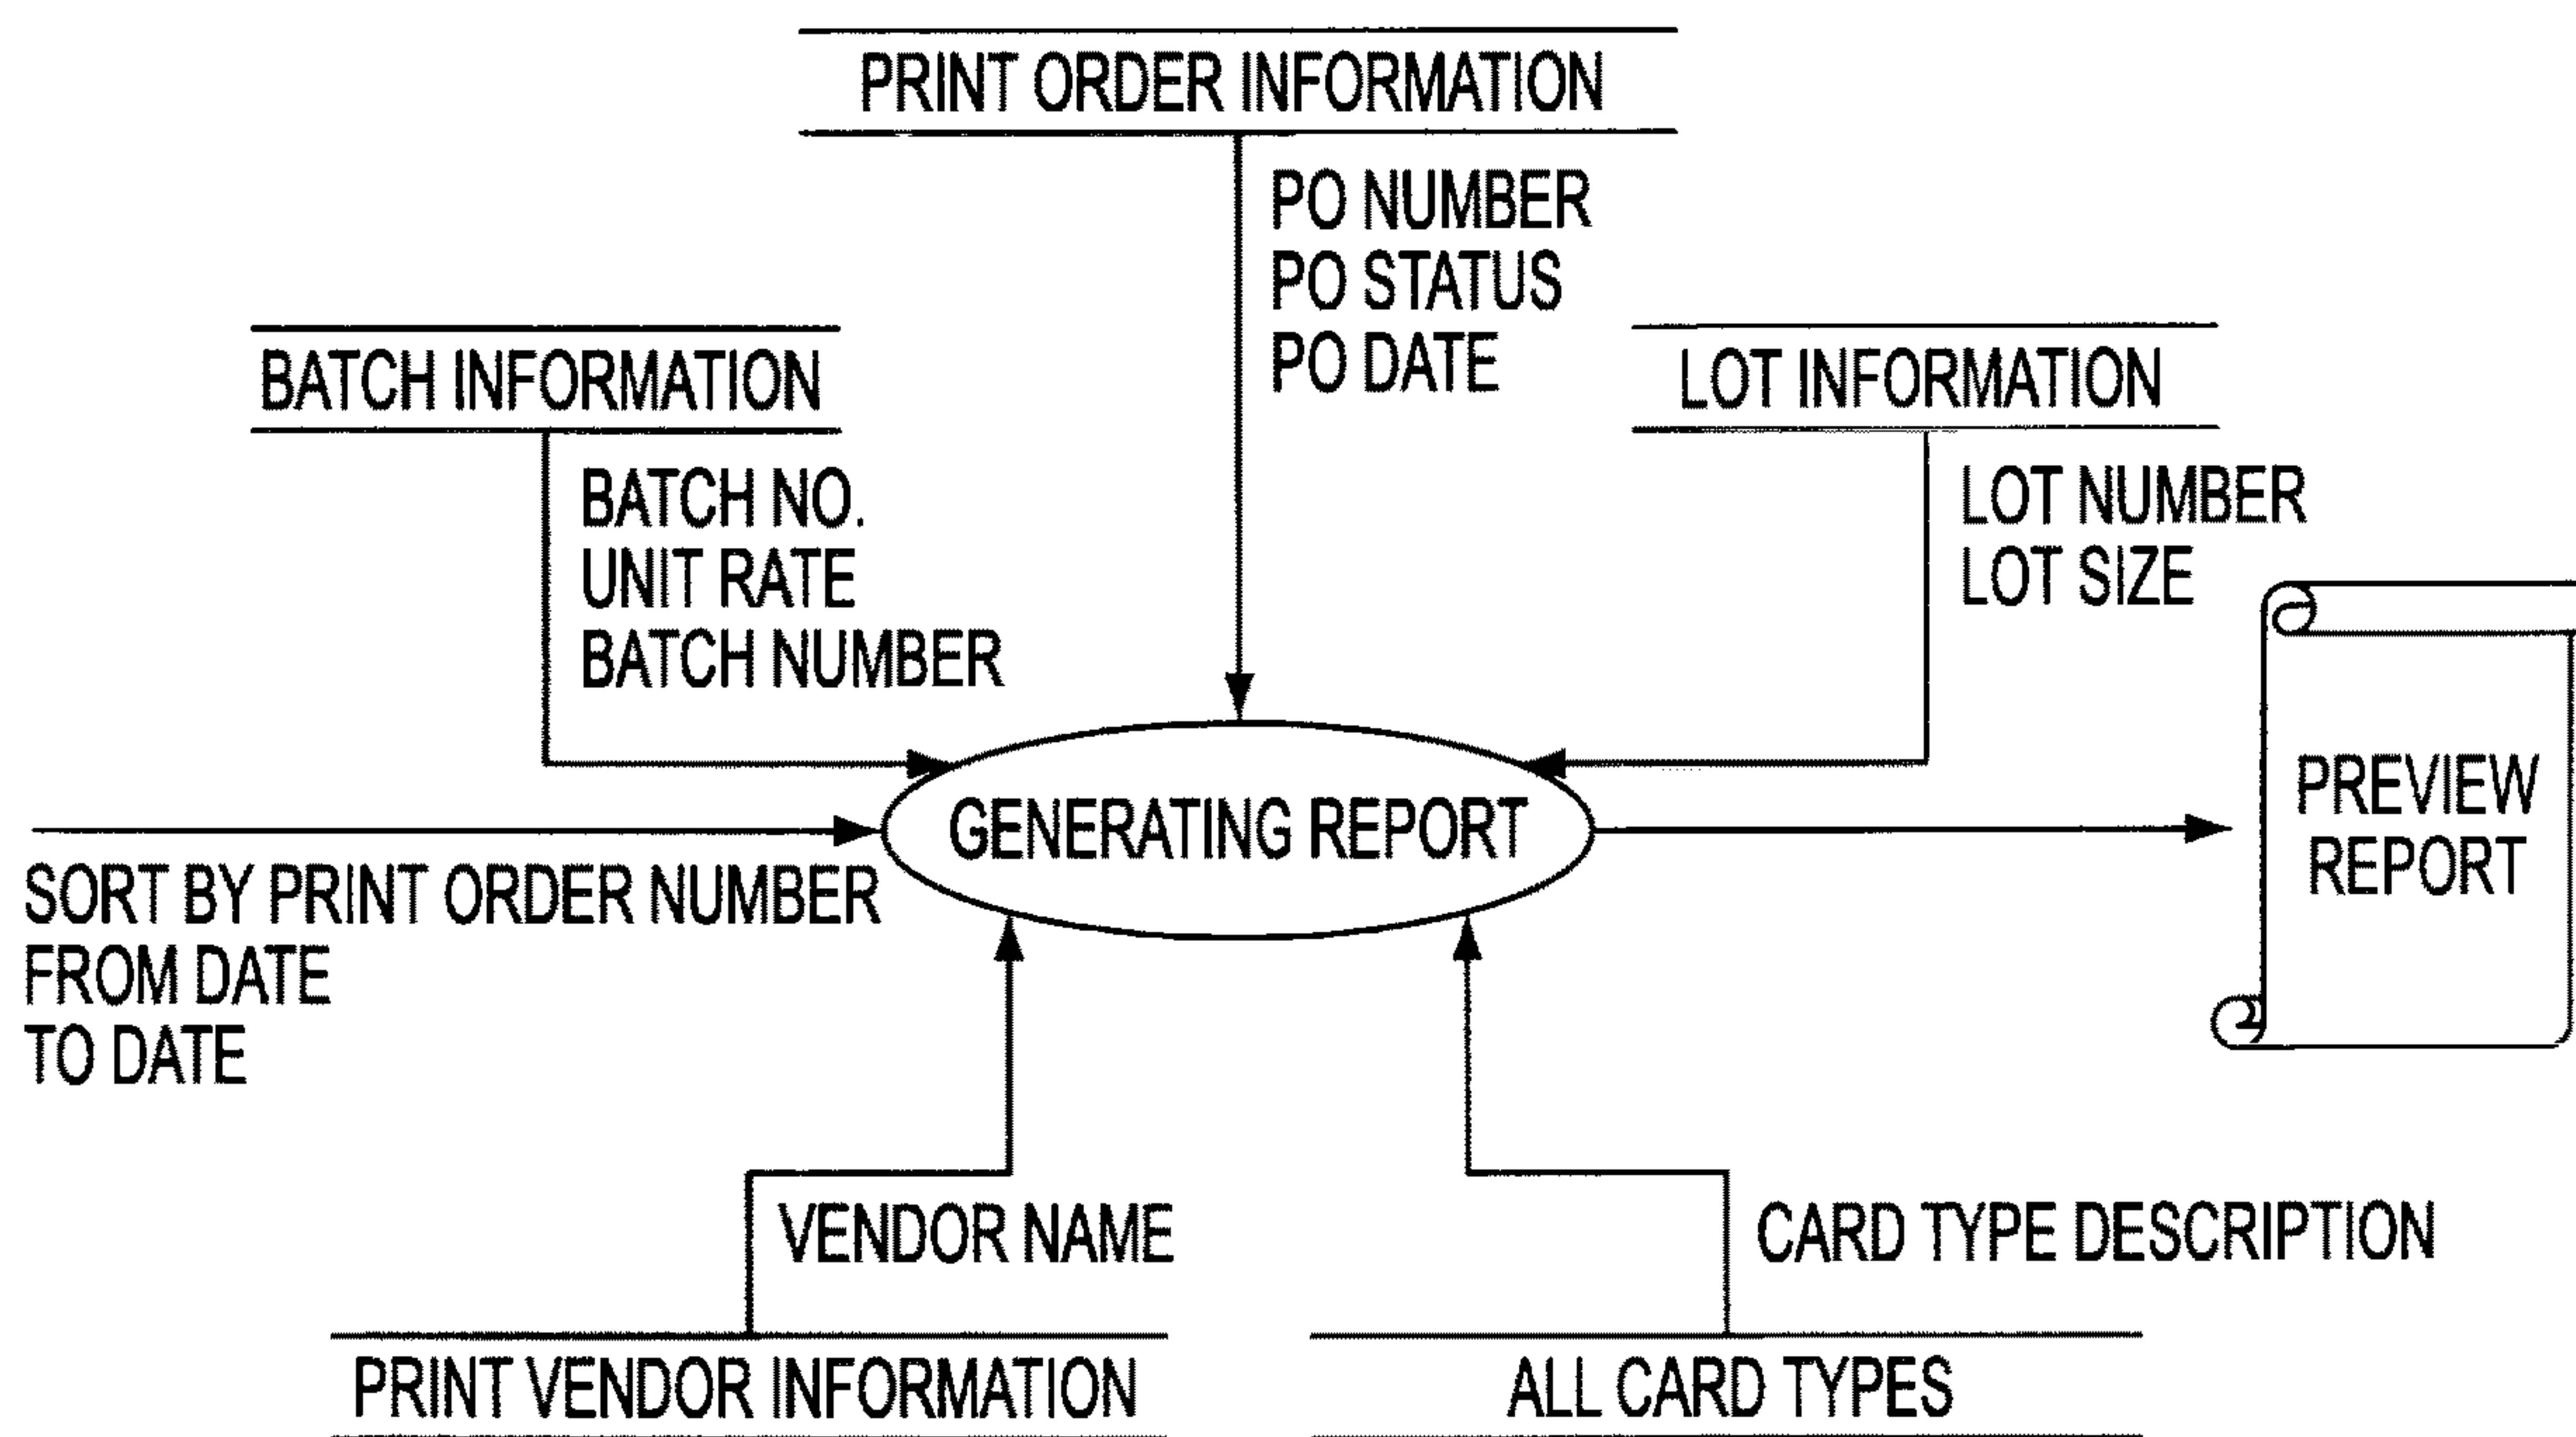 PRINT ORDER INFORMATION
PO NUMBER
PO STATUS
PO DATE
BATCH INFORMATION
BATCH NO.
UNIT RATE
BATCH NUMBER
LOT INFORMATION
LOT NUMBER
LOT SIZE
GENERATING REPORT
PREVIEW
REPORT
SORT BY PRINT ORDER NUMBER
FROM DATE
TO DATE
VENDOR NAME
CARD TYPE DESCRIPTION
PRINT VENDOR INFORMATION
ALL CARD TYPES